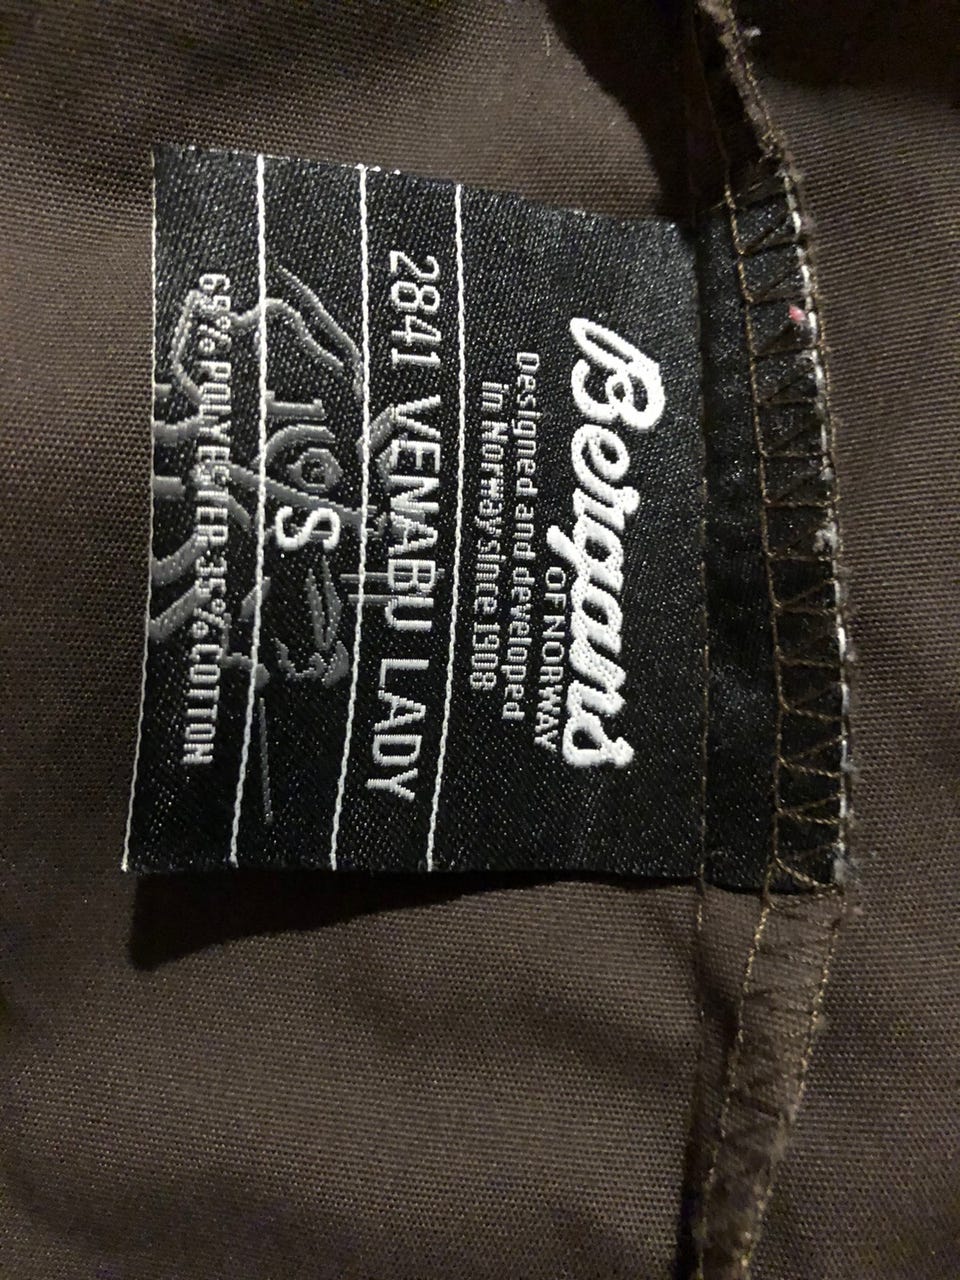 Bergans
OF NORWAY
Designed and developed
in Norway since 1908
2841 VENABU LADY
S
65% POLYESTER 35% COTTON